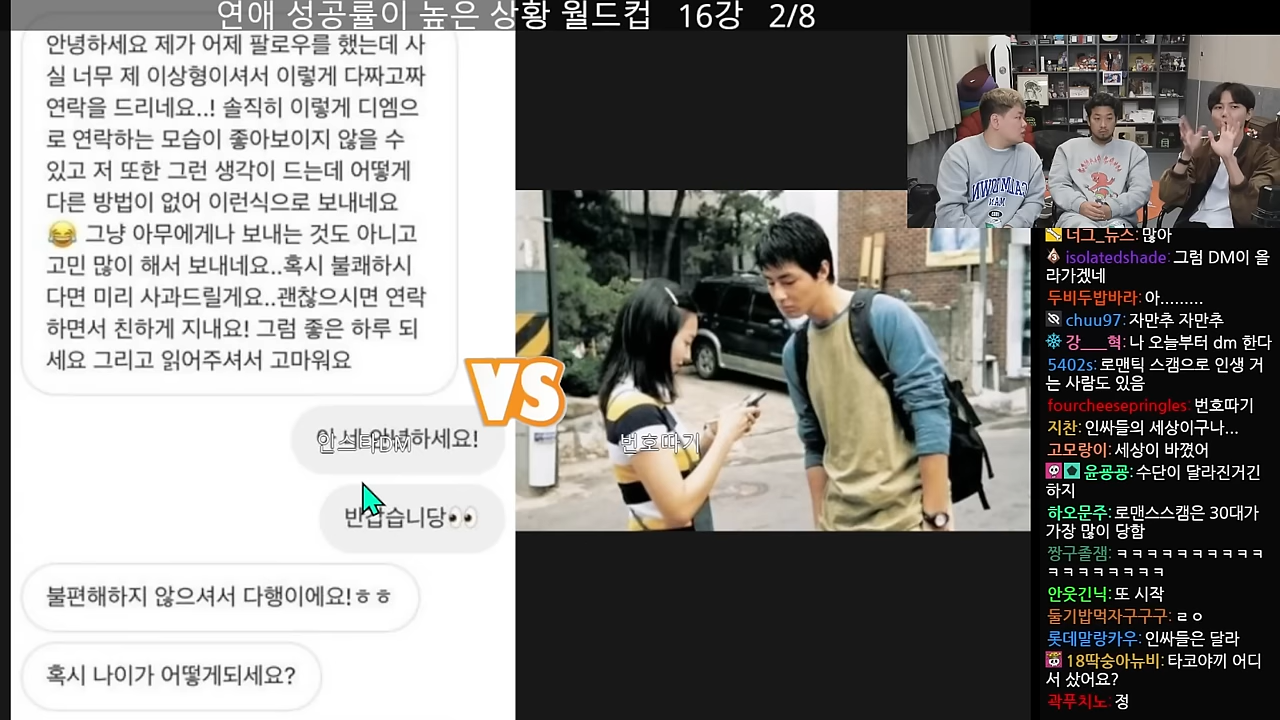 연애 성공률이 높은 상황 월드컵 16강 2/8
안녕하세요 제가 어제 팔로우를 했는데 사
실 너무 제 이상형이셔서 이렇게 다짜고짜
연락을 드리네요..! 솔직히 이렇게 디엠으
로 연락하는 모습이 좋아보이지 않을 수
있고 저 또한 그런 생각이 드는데 어떻게
다른 방법이 없어 이런식으로 보내네요
😂 그냥 아무에게나 보내는 것도 아니고
고민 많이 해서 보내네요..혹시 불쾌하시
다면 미리 사과드릴게요..괜찮으시면 연락
하면서 친하게 지내요! 그럼 좋은 하루 되
세요 그리고 읽어주셔서 고마워요
아 네 안녕하세요!
인스타DM
반갑습니당👀
불편해하지 않으셔서 다행이에요!ㅎㅎ
혹시 나이가 어떻게되세요?
VS
번호따기
CALM DOWN
MAN
너그_뉴스: 많아
isolatedshade: 그럼 DM이 올
라가겠네
두비두밥바라: 아.........
chuu97: 자만추 자만추
강___혁: 나 오늘부터 dm 한다
5402s: 로맨틱 스캠으로 인생 거
는 사람도 있음
fourcheesepringles: 번호따기
지찬: 인싸들의 세상이구나...
고모랑이: 세상이 바꼈어
윤굥굥: 수단이 달라진거긴
하지
하오문주: 로맨스스캠은 30대가
가장 많이 당함
짱구졸잼: ㅋㅋㅋㅋㅋㅋㅋㅋㅋㅋ
ㅋㅋㅋㅋㅋㅋㅋㅋ
안읏긴닉: 또 시작
둘기밥먹자구구구: ㄹㅇ
롯데말랑카우: 인싸들은 달라
18딱숭아뉴비: 타코야끼 어디
서 샀어요?
곽푸치노: 정